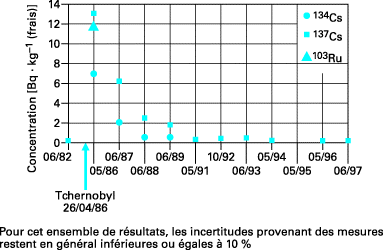 Concentration [Bq · kg⁻¹ (frais)]
14
12
10
8
6
4
2
0
¹³⁴Cs
¹³⁷Cs
¹⁰³Ru
06/82 06/87 06/89 10/92 05/94 05/96 06/97
05/86 06/88 05/91 06/93 05/95
Tchernobyl
26/04/86
Pour cet ensemble de résultats, les incertitudes provenant des mesures
restent en général inférieures ou égales à 10 %